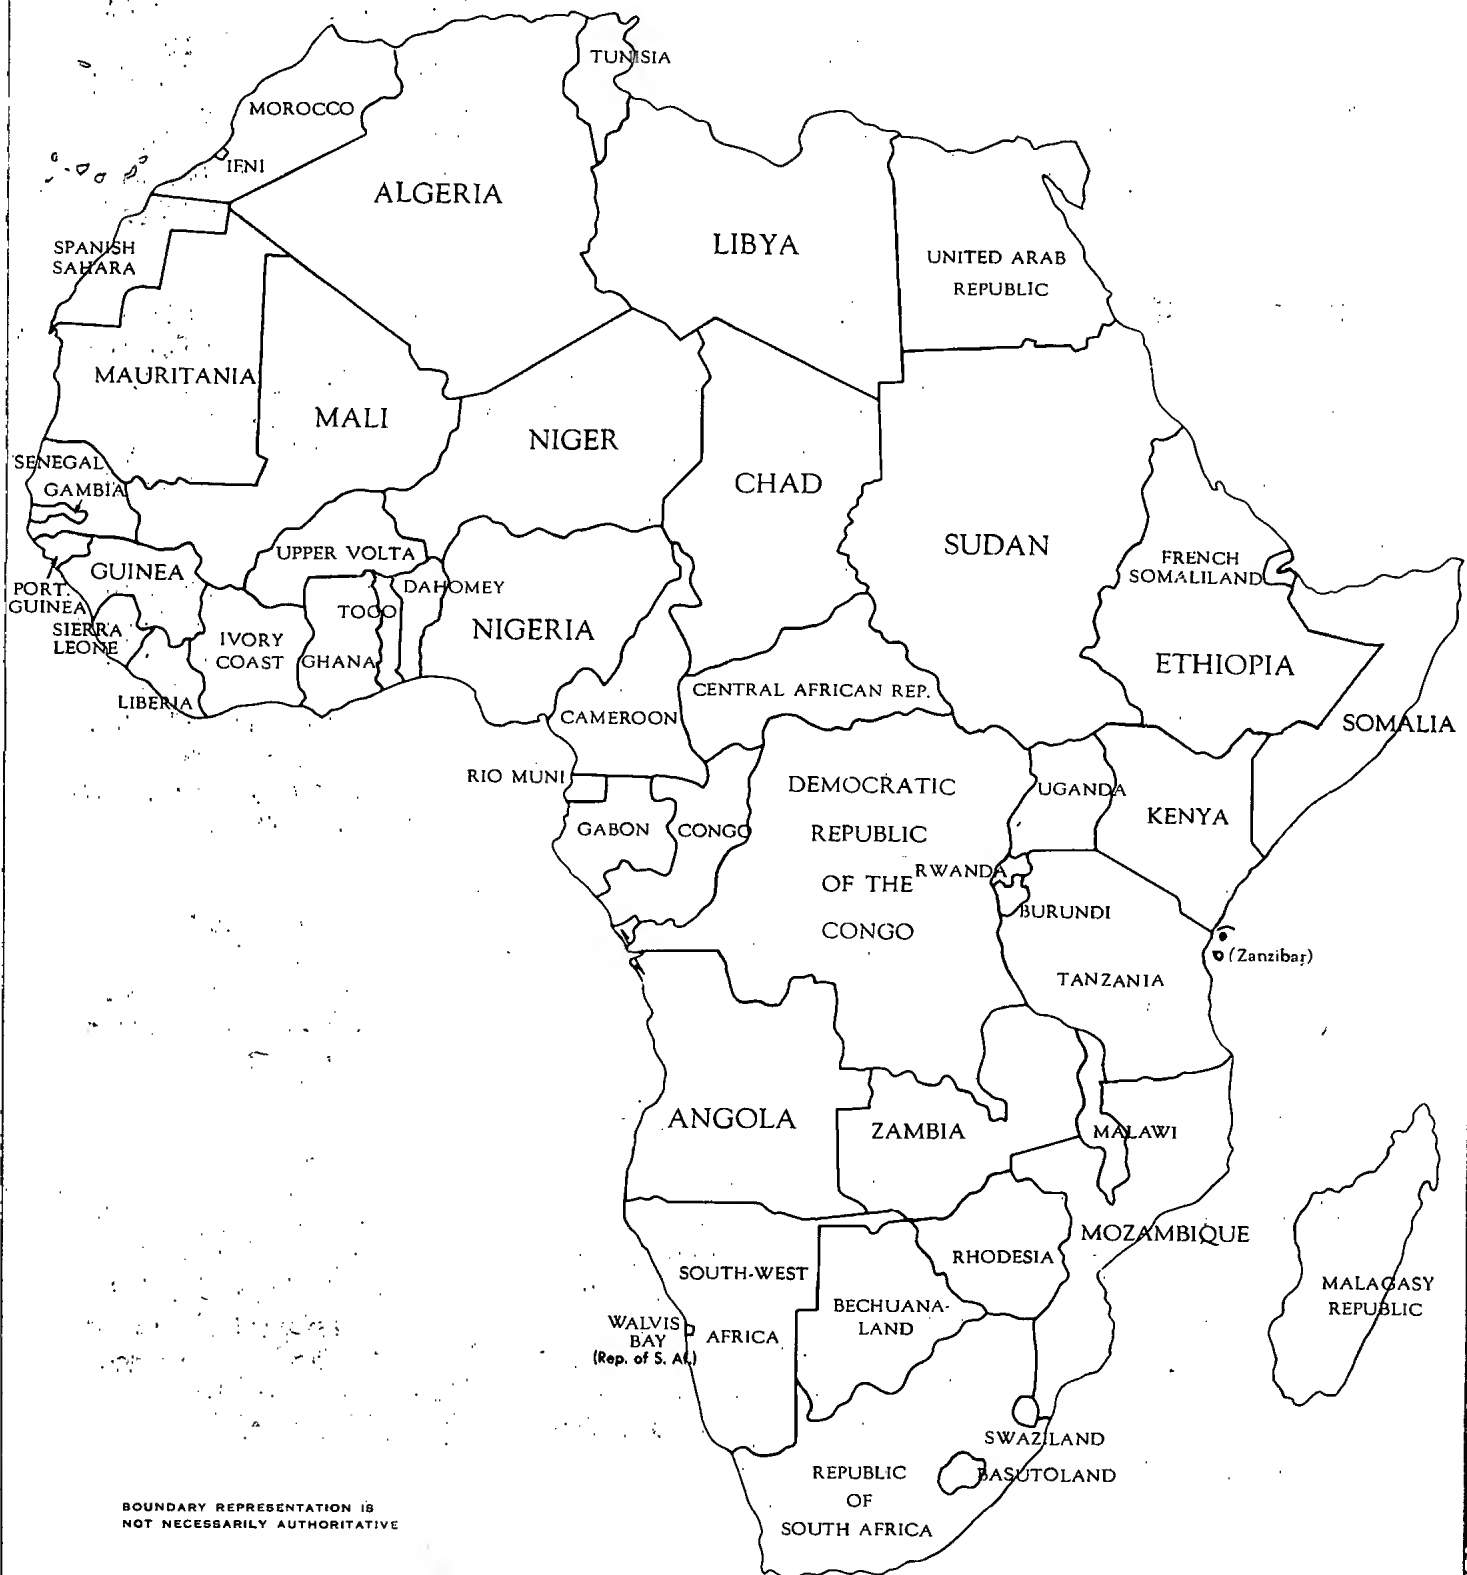 TUNISIA
MOROCCO
IFNI
ALGERIA
LIBYA
UNITED ARAB
REPUBLIC
SPANISH
SAHARA
MAURITANIA
MALI
NIGER
CHAD
SUDAN
SENEGAL
GAMBIA
UPPER VOLTA
GUINEA
PORT.
GUINEA
SIERRA
LEONE
LIBERIA
IVORY
COAST
GHANA
TOGO
DAHOMEY
NIGERIA
FRENCH
SOMALILAND
ETHIOPIA
SOMALIA
CENTRAL AFRICAN REP.
CAMEROON
RIO MUNI
GABON
CONGO
DEMOCRATIC
REPUBLIC
OF THE
CONGO
UGANDA
KENYA
RWANDA
BURUNDI
(Zanzibar)
TANZANIA
ANGOLA
ZAMBIA
MALAWI
MOZAMBIQUE
RHODESIA
SOUTH-WEST
AFRICA
WALVIS
BAY
(Rep. of S. Af.)
BECHUANA-
LAND
MALAGASY
REPUBLIC
SWAZILAND
BASUTOLAND
REPUBLIC
OF
SOUTH AFRICA
BOUNDARY REPRESENTATION IS
NOT NECESSARILY AUTHORITATIVE